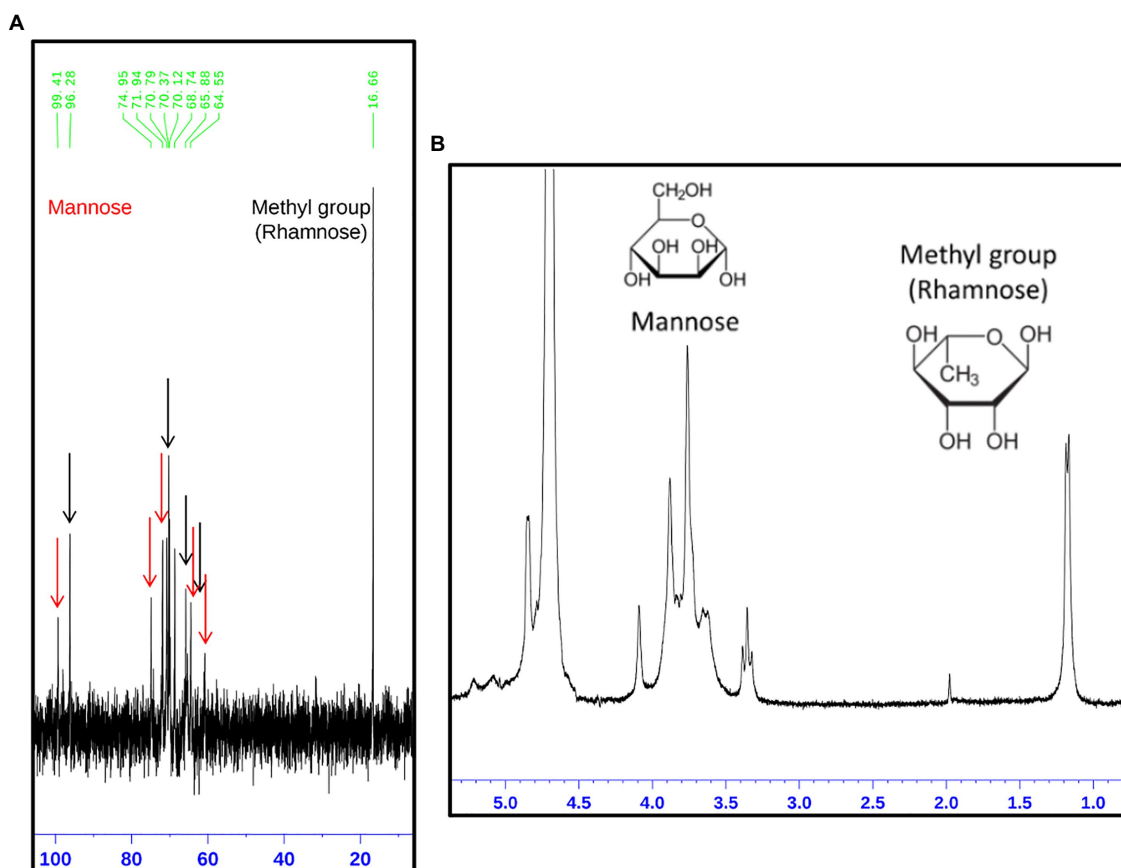 A
99.41
96.28
74.95
71.94
70.79
70.37
70.12
68.74
65.88
64.55
16.66
Mannose
Methyl group
(Rhamnose)
100 80 60 40 20
B
CH₂OH
O
OH OH
OH OH
Mannose
Methyl group
(Rhamnose)
OH O OH
CH₃
OH OH
5.0 4.5 4.0 3.5 3.0 2.5 2.0 1.5 1.0